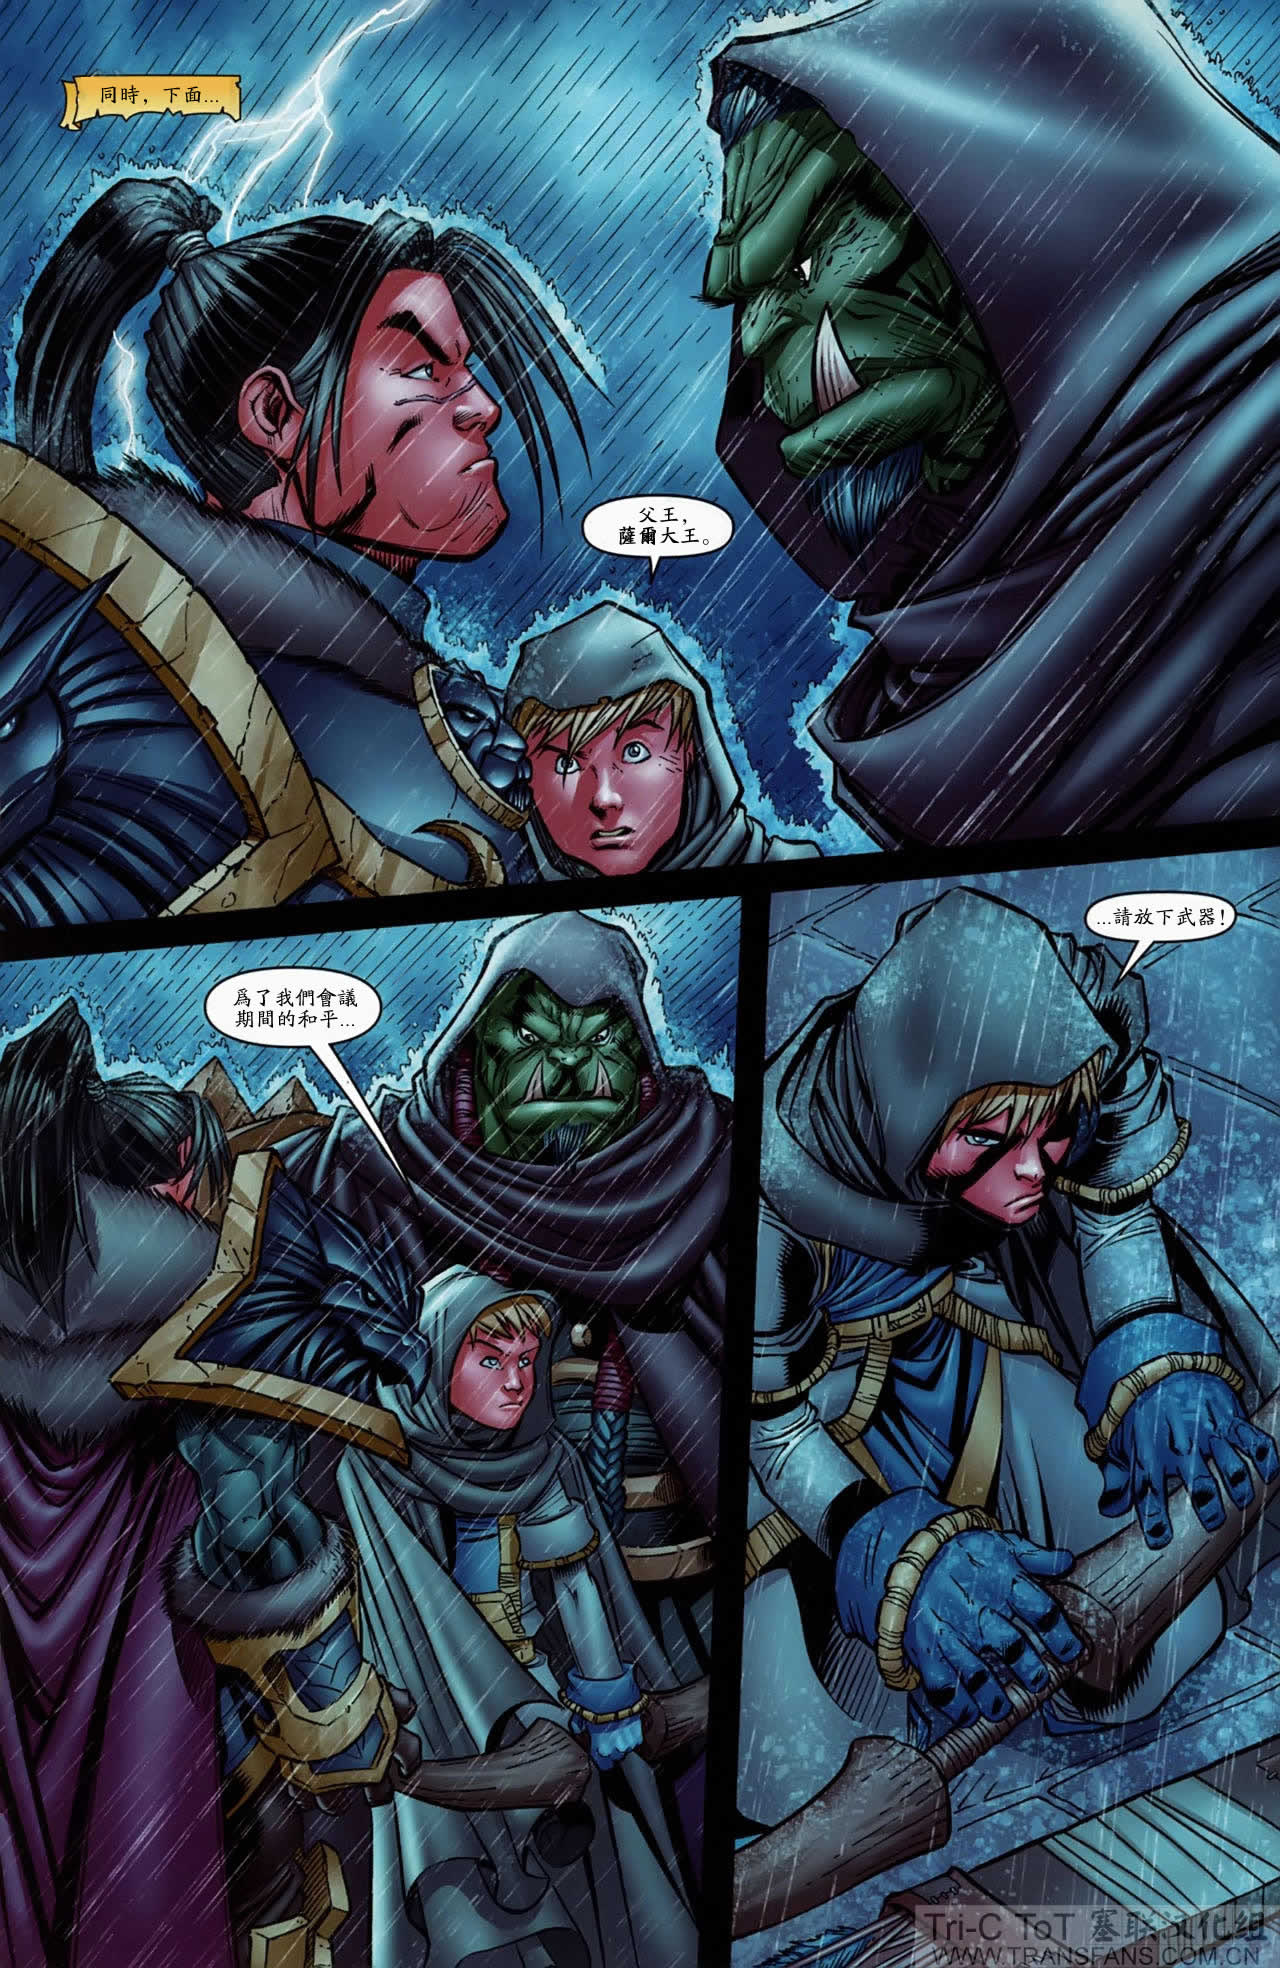 同時，下面...
父王，
薩爾大王。
爲了我們會議
期間的和平...
...請放下武器！
Tri-C ToT 塞联汉化组
WWW.TRANSFANS.COM.CN